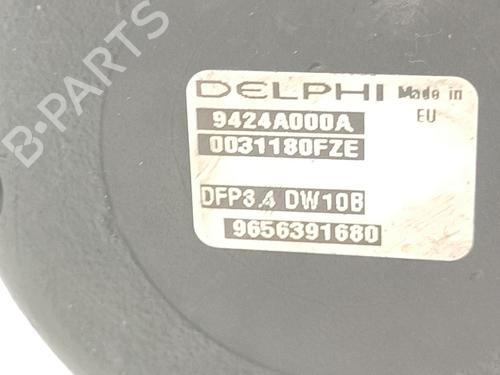 B-PARTS
DELPHI Made in
EU
9424A000A
0031180FZE
DFP3.4 DW10B
9656391680